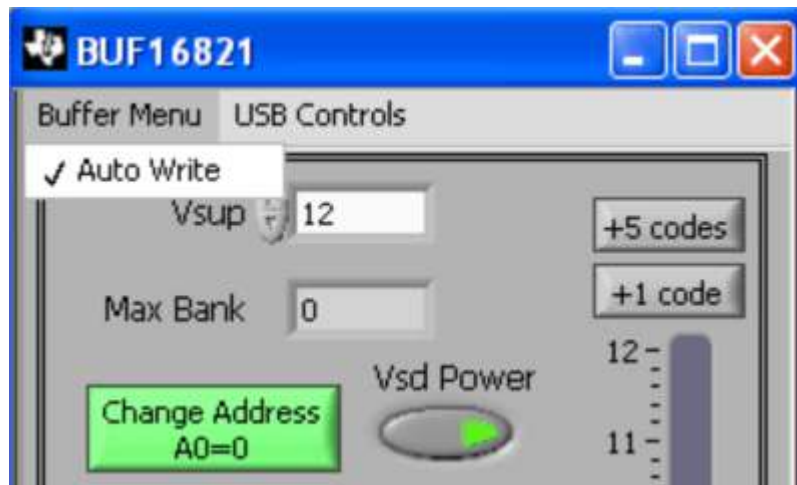 BUF16821
Buffer Menu USB Controls
✓ Auto Write
Vsup 12
+5 codes
Max Bank 0
+1 code
Vsd Power
12
Change Address
A0=0
11